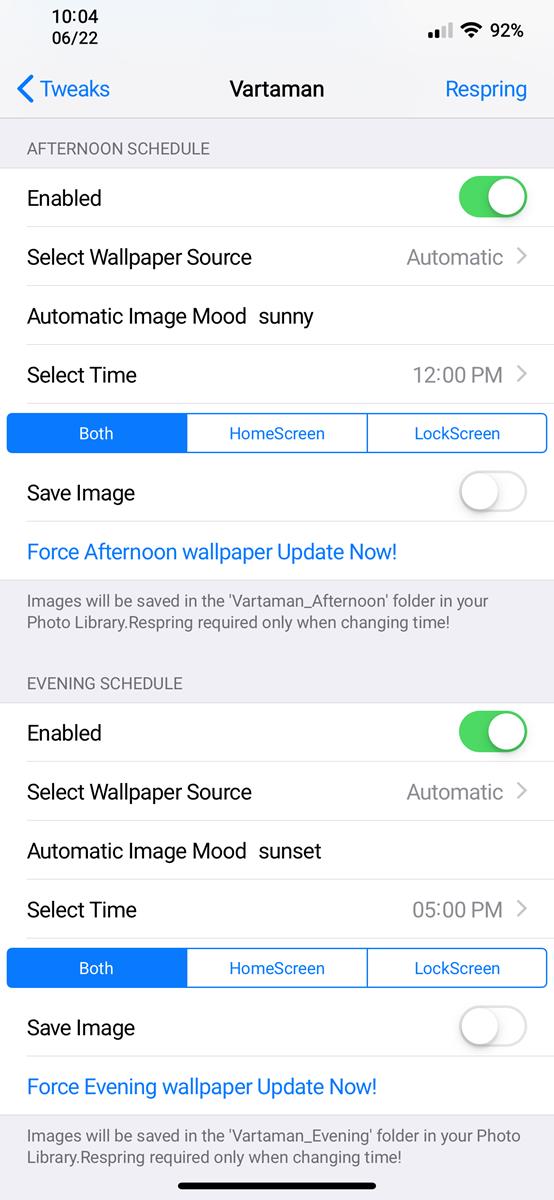 10:04
06/22
92%
Tweaks
Vartaman
Respring
AFTERNOON SCHEDULE
Enabled
Select Wallpaper Source Automatic
Automatic Image Mood sunny
Select Time 12:00 PM
Both HomeScreen LockScreen
Save Image
Force Afternoon wallpaper Update Now!
Images will be saved in the 'Vartaman_Afternoon' folder in your
Photo Library.Respring required only when changing time!
EVENING SCHEDULE
Enabled
Select Wallpaper Source Automatic
Automatic Image Mood sunset
Select Time 05:00 PM
Both HomeScreen LockScreen
Save Image
Force Evening wallpaper Update Now!
Images will be saved in the 'Vartaman_Evening' folder in your Photo
Library.Respring required only when changing time!